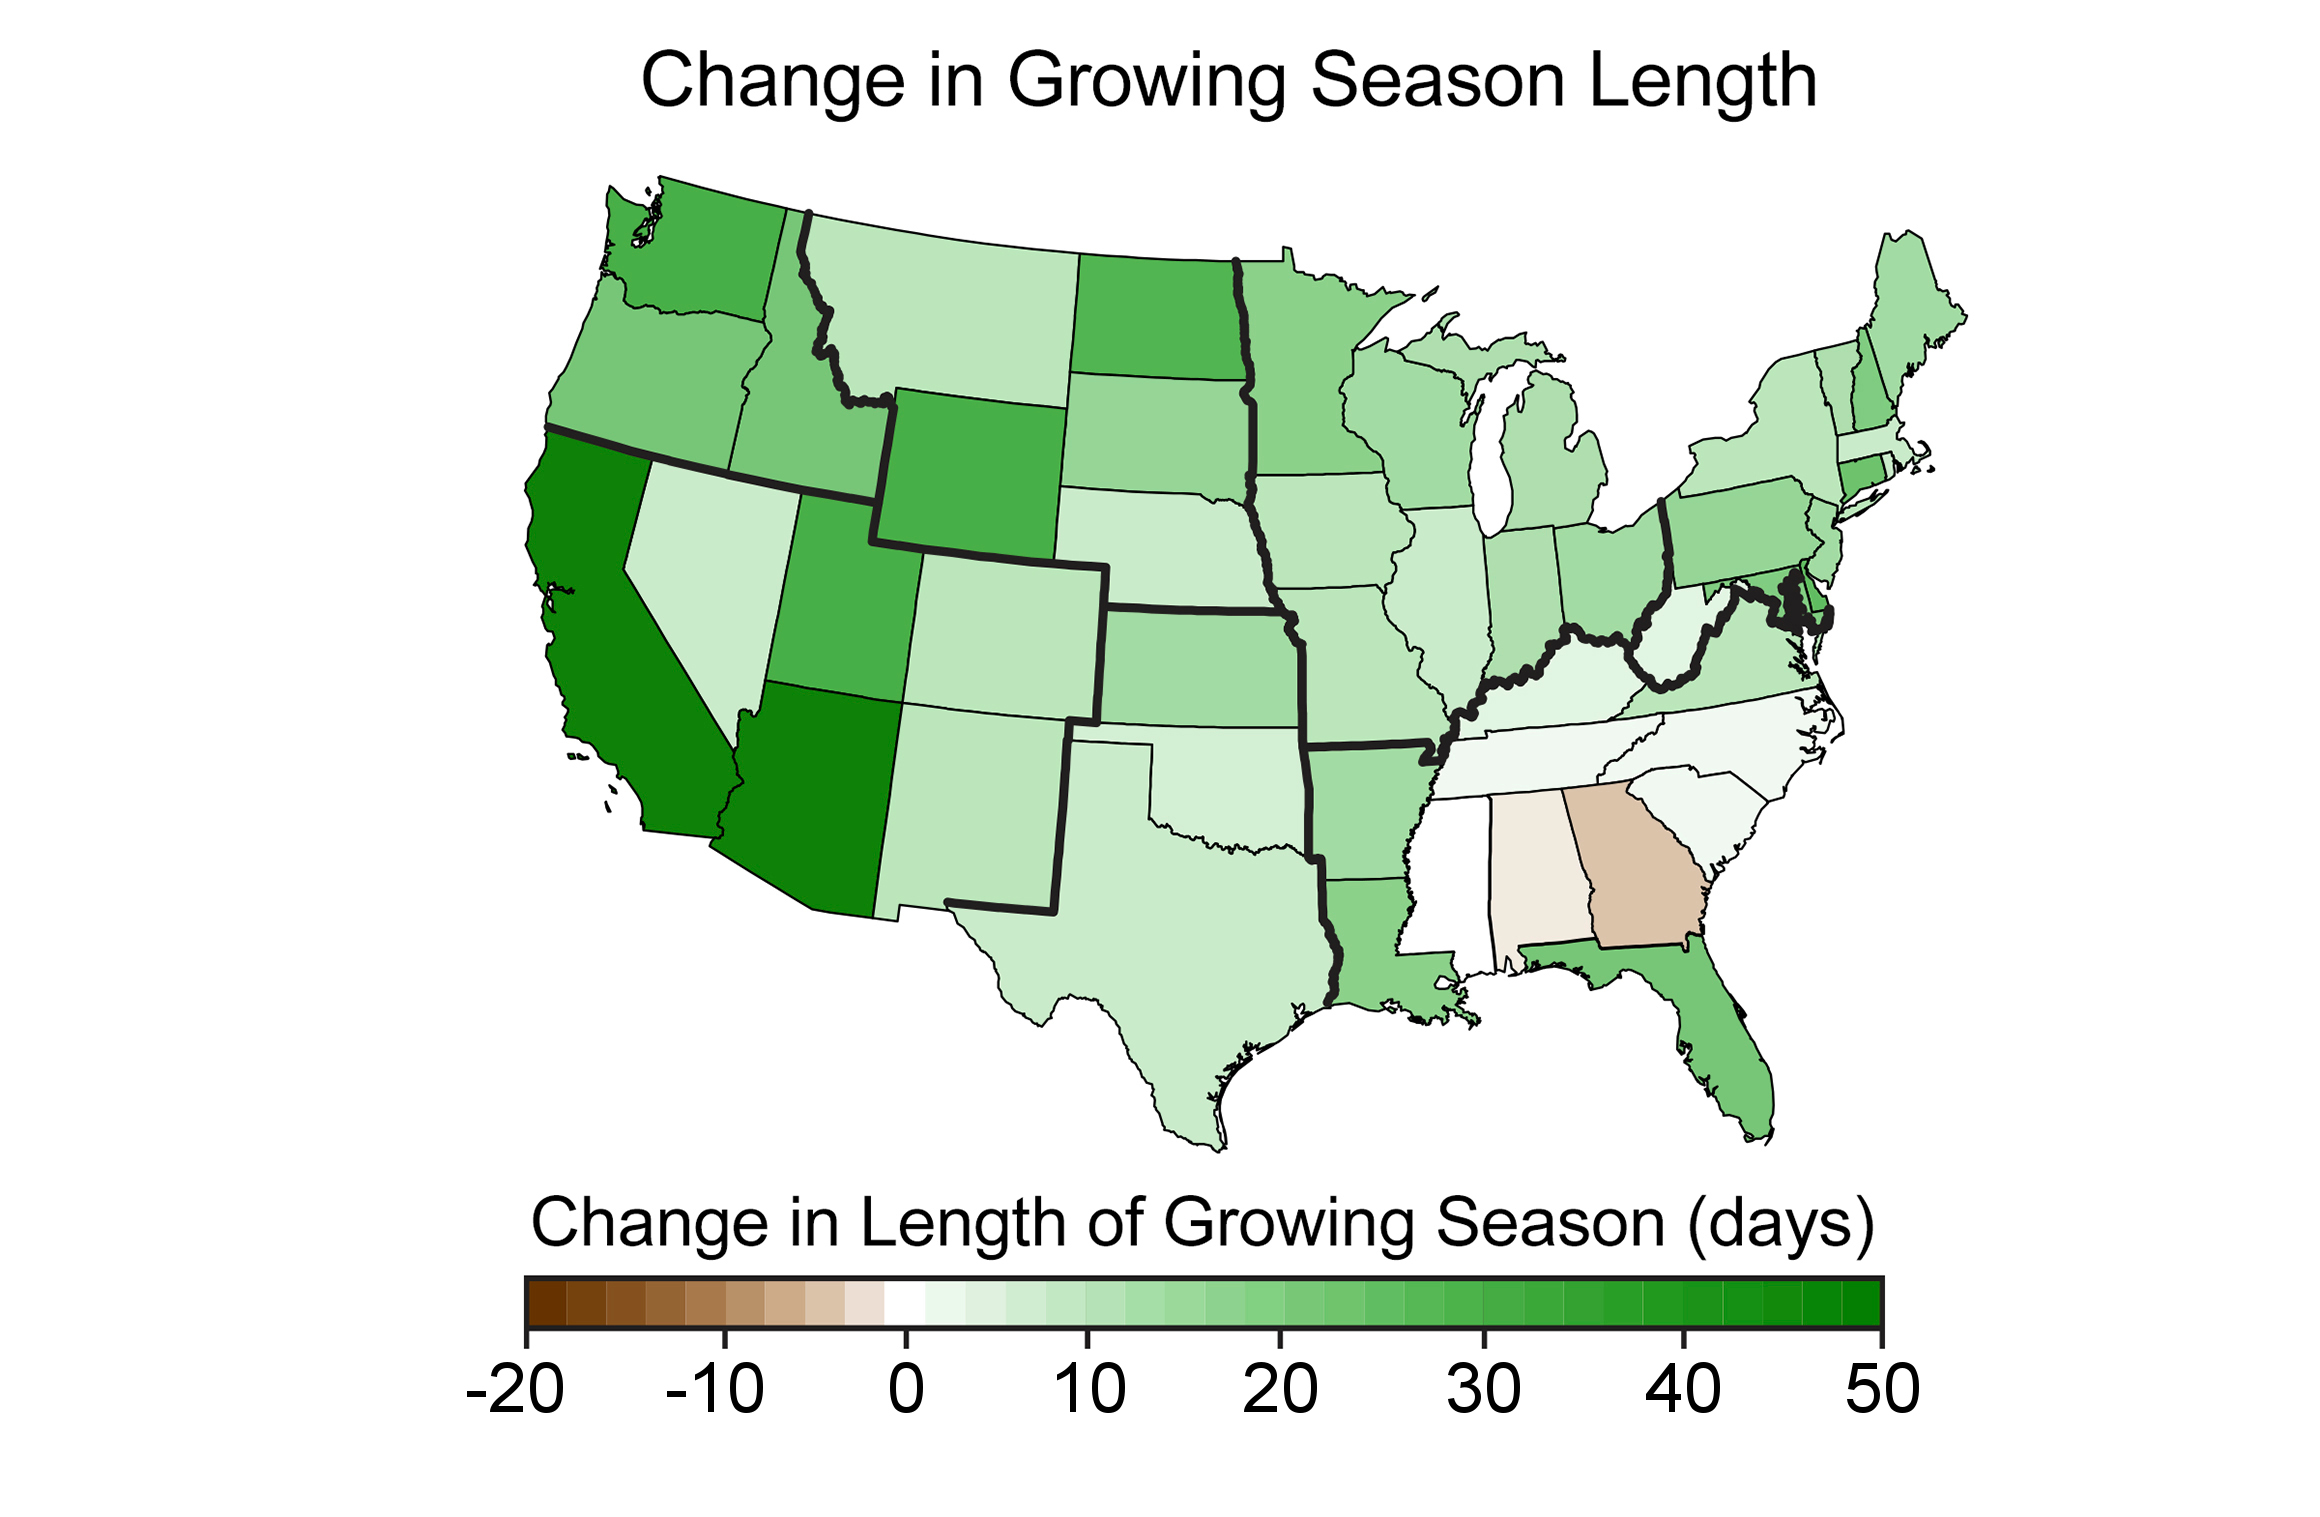 Change in Growing Season Length
Change in Length of Growing Season (days)
-20 -10 0 10 20 30 40 50